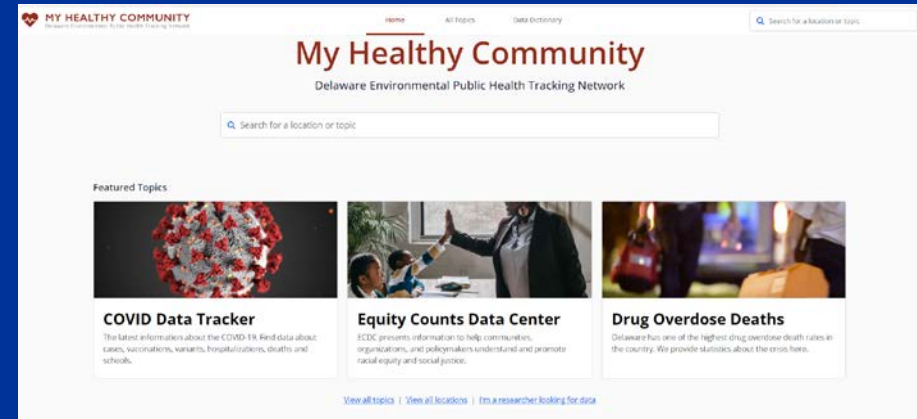 MY HEALTHY COMMUNITY
Delaware Environmental Public Health Tracking Network
Home
All Topics
Data Dictionary
Search for a location or topic
My Healthy Community
Delaware Environmental Public Health Tracking Network
Search for a location or topic
Featured Topics
COVID Data Tracker
The latest information about the COVID-19. Find data about
cases, vaccinations, variants, hospitalizations, deaths and
schools.
Equity Counts Data Center
ECDC presents information to help communities,
organizations, and policymakers understand and promote
racial equity and social justice.
Drug Overdose Deaths
Delaware has one of the highest drug overdose death rates in
the country. We provide statistics about the crisis here.
View all topics | View all locations | I'm a researcher looking for data